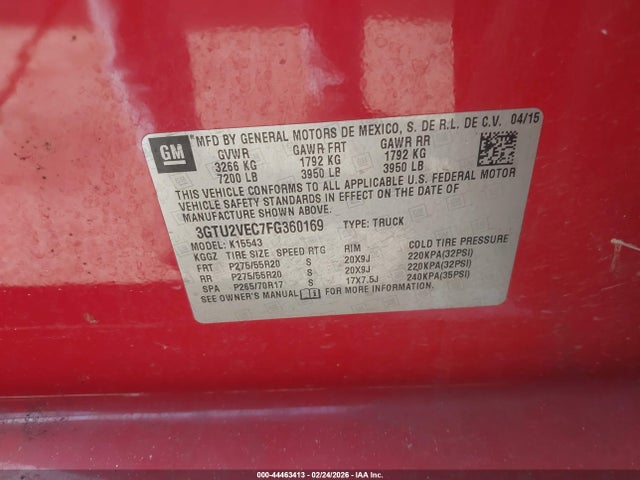 GM
MFD BY GENERAL MOTORS DE MEXICO, S. DE R.L. DE C.V. 04/15
GVWR GAWR FRT GAWR RR
3266 KG 1792 KG 1792 KG
7200 LB 3950 LB 3950 LB
THIS VEHICLE CONFORMS TO ALL APPLICABLE U.S. FEDERAL MOTOR
VEHICLE SAFETY STANDARDS IN EFFECT ON THE DATE OF
MANUFACTURE SHOWN ABOVE.
3GTU2VEC7FG360169 TYPE: TRUCK
MODEL: K15543
KGGZ TIRE SIZE SPEED RTG RIM COLD TIRE PRESSURE
FRT P275/55R20 S 20X9J 220KPA(32PSI)
RR P275/55R20 S 20X9J 220KPA(32PSI)
SPA P265/70R17 S 17X7.5J 240KPA(35PSI)
SEE OWNER'S MANUAL FOR MORE INFORMATION.
000-44463413 - 02/24/2026 - IAA Inc.